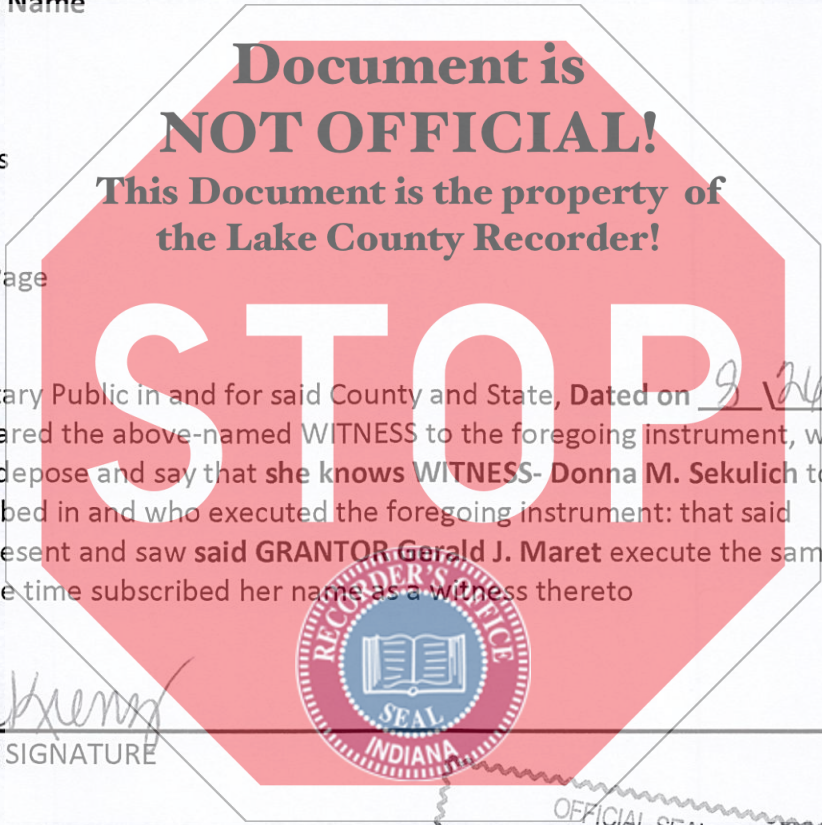 Name
Document is
NOT OFFICIAL!
This Document is the property of
the Lake County Recorder!
s
age
STOP
ary Public in and for said County and State, Dated on
ared the above-named WITNESS to the foregoing instrument, w
depose and say that she knows WITNESS- Donna M. Sekulich to
bed in and who executed the foregoing instrument: that said
esent and saw said GRANTOR Gerald J. Maret execute the sam
e time subscribed her name as a witness thereto
RECORDER'S OFFICE
SEAL
INDIANA
SIGNATURE
OFFICIAL SEAL